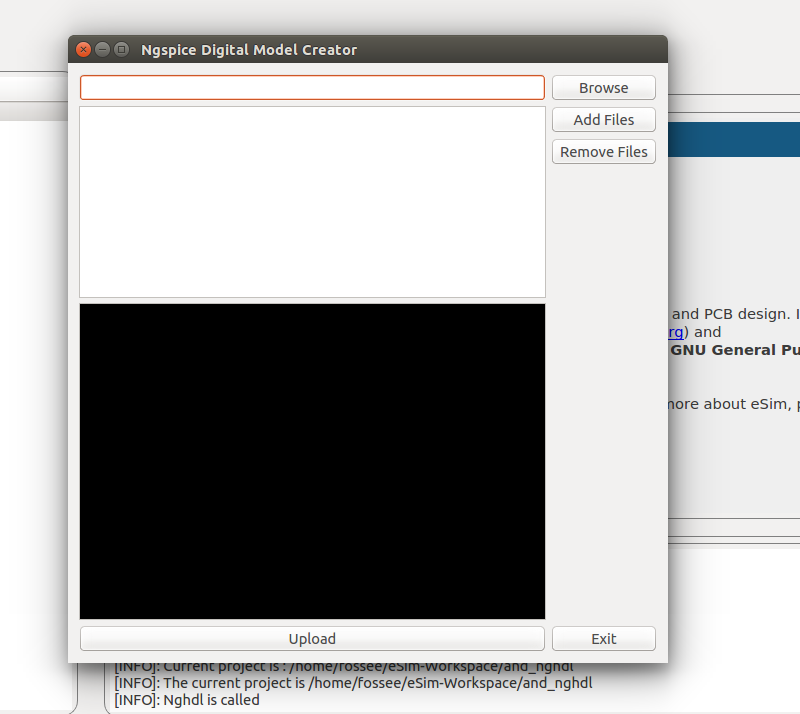 Ngspice Digital Model Creator
Browse
Add Files
Remove Files
and PCB design. I
rg) and
GNU General Pu
more about eSim, p
Upload
Exit
[INFO]: Current project is : /home/fossee/eSim-Workspace/and_nghdl
[INFO]: The current project is /home/fossee/eSim-Workspace/and_nghdl
[INFO]: Nghdl is called